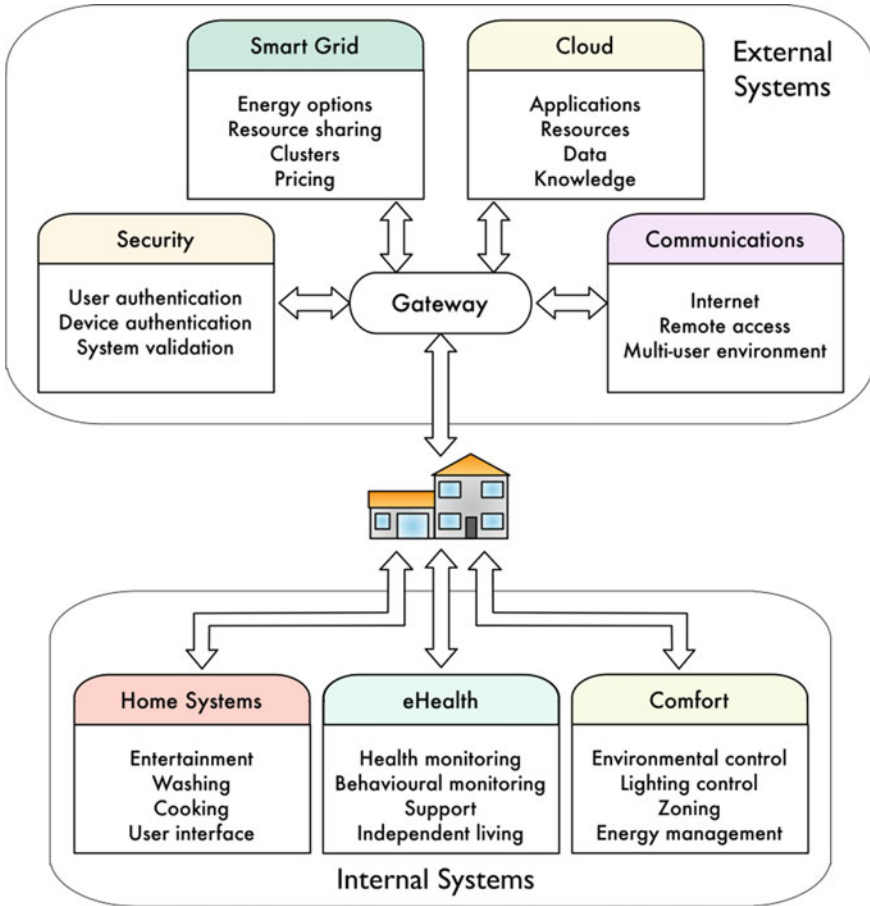 Smart Grid
Energy options
Resource sharing
Clusters
Pricing
Cloud
Applications
Resources
Data
Knowledge
External
Systems
Security
User authentication
Device authentication
System validation
Gateway
Communications
Internet
Remote access
Multi-user environment
Home Systems
Entertainment
Washing
Cooking
User interface
eHealth
Health monitoring
Behavioural monitoring
Support
Independent living
Comfort
Environmental control
Lighting control
Zoning
Energy management
Internal Systems